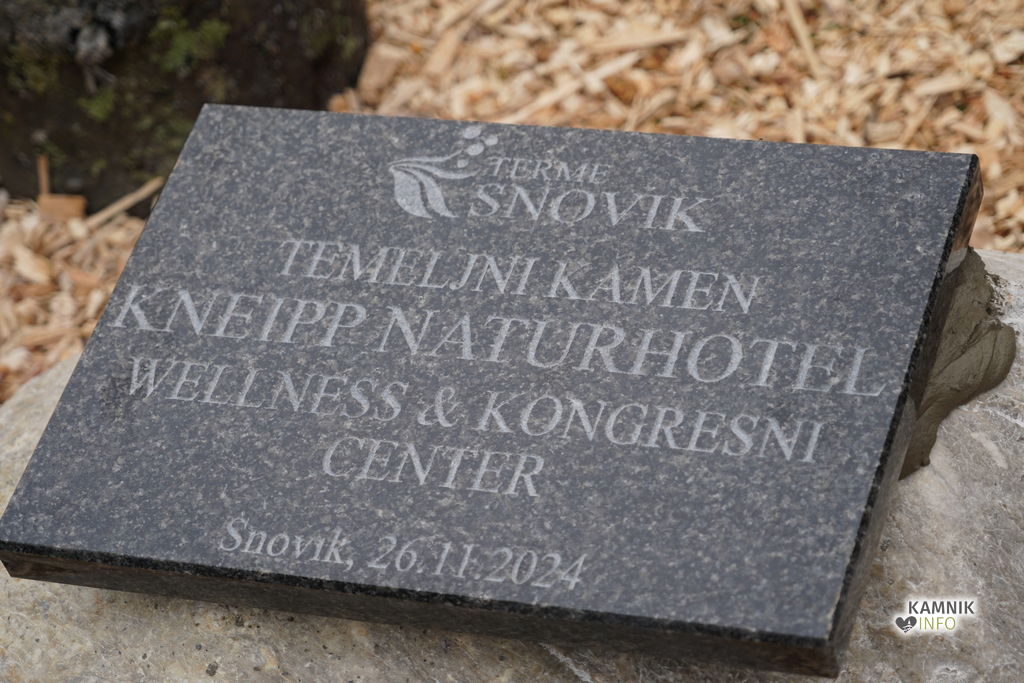 TERME
SNOVIK
TEMELJNI KAMEN
KNEIPP NATURHOTEL
WELLNESS & KONGRESNI
CENTER
Snovik, 26.11.2024
KAMNIK
INFO